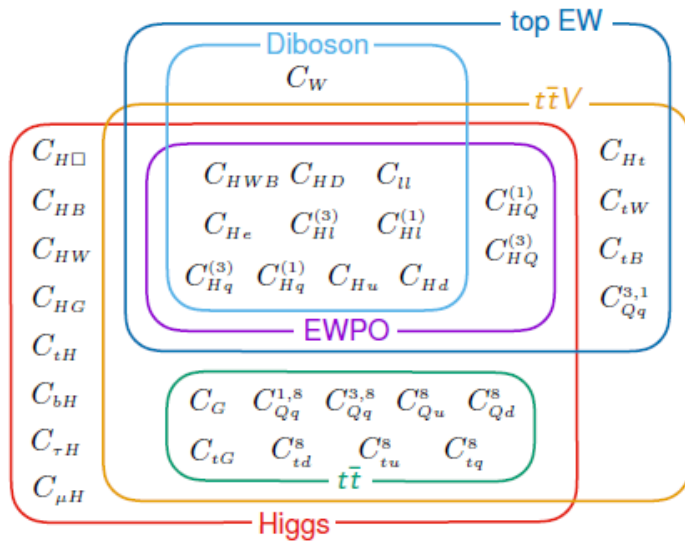 top EW
Diboson
C_W
tt̄V
C_{H□}
C_{HB}
C_{HW}
C_{HG}
C_{tH}
C_{bH}
C_{τH}
C_{μH}
C_{HWB} C_{HD} C_{ll}
C_{He} C_{Hl}^{(3)} C_{Hl}^{(1)}
C_{Hq}^{(3)} C_{Hq}^{(1)} C_{Hu} C_{Hd}
C_{HQ}^{(1)}
C_{HQ}^{(3)}
EWPO
C_{Ht}
C_{tW}
C_{tB}
C_{Qq}^{3,1}
C_G C_{Qq}^{1,8} C_{Qq}^{3,8} C_{Qu}^{8} C_{Qd}^{8}
C_{tG} C_{td}^{8} C_{tu}^{8} C_{tq}^{8}
tt̄
Higgs